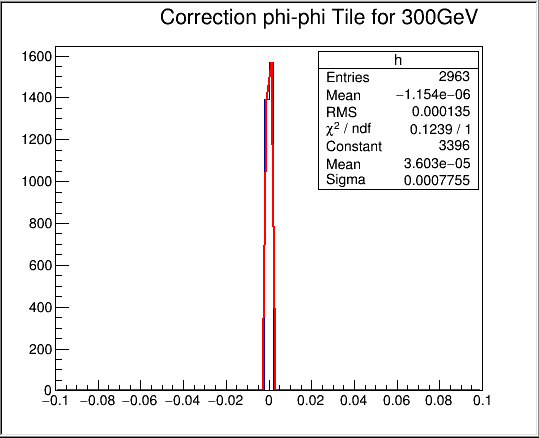 Correction phi-phi Tile for 300GeV
h
Entries 2963
Mean −1.154e−06
RMS 0.000135
χ² / ndf 0.1239 / 1
Constant 3396
Mean 3.603e−05
Sigma 0.0007755
1600
1400
1200
1000
800
600
400
200
0
−0.1 −0.08 −0.06 −0.04 −0.02 0 0.02 0.04 0.06 0.08 0.1